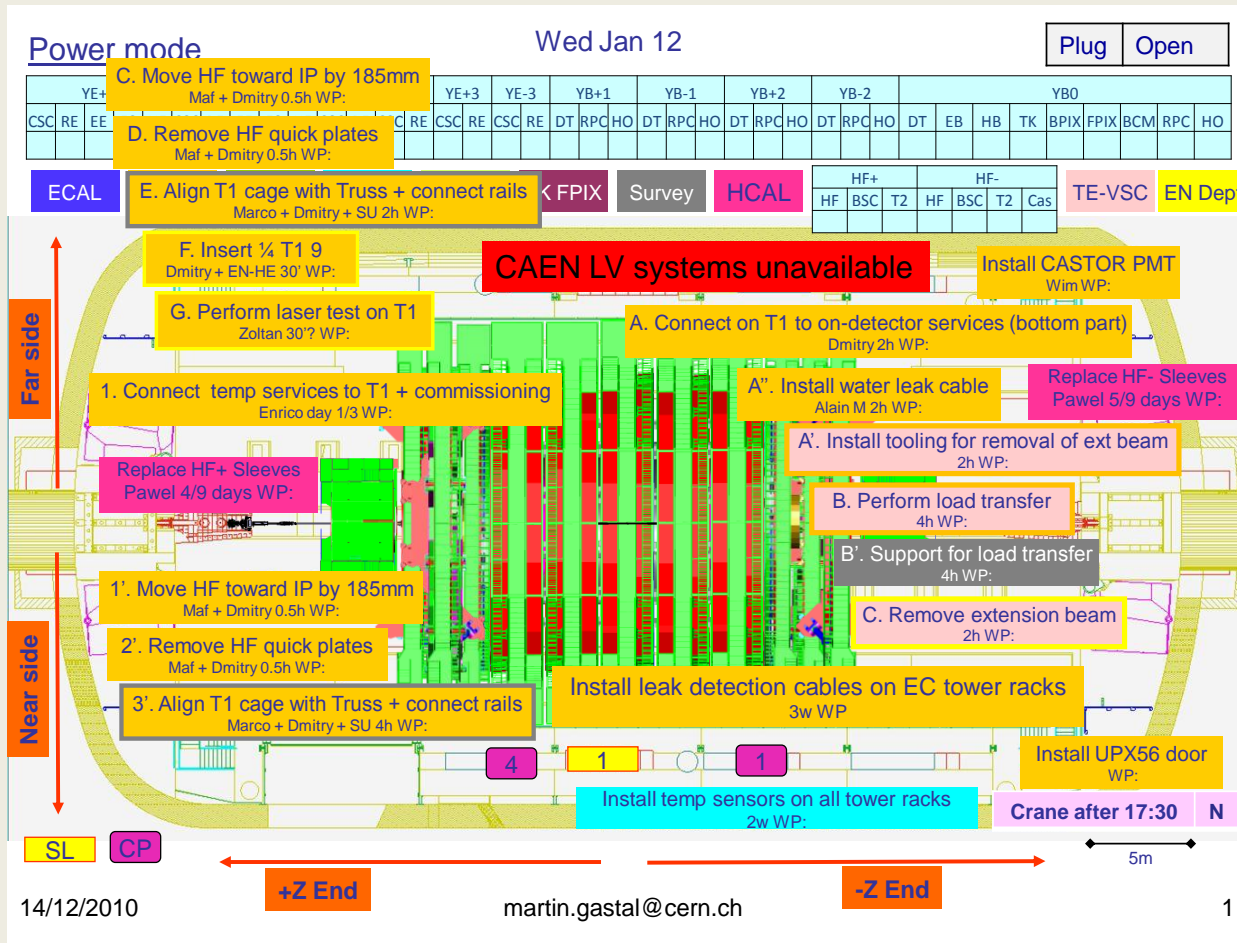 Power mode
Wed Jan 12
Plug Open
YE+
YE+3 YE-3 YB+1 YB-1 YB+2 YB-2 YB0
CSC RE EE
RE CSC RE CSC RE DT RPC HO DT RPC HO DT RPC HO DT RPC HO DT EB HB TK BPIX FPIX BCM RPC HO
C. Move HF toward IP by 185mm
Maf + Dmitry 0.5h WP:
D. Remove HF quick plates
Maf + Dmitry 0.5h WP:
E. Align T1 cage with Truss + connect rails
Marco + Dmitry + SU 2h WP:
ECAL
FPIX
Survey
HCAL
HF+ HF-
HF BSC T2 HF BSC T2 Cas
TE-VSC
EN Dept
F. Insert ¼ T1 9
Dmitry + EN-HE 30' WP:
CAEN LV systems unavailable
Install CASTOR PMT
Wim WP:
G. Perform laser test on T1
Zoltan 30'? WP:
A. Connect on T1 to on-detector services (bottom part)
Dmitry 2h WP:
Far side
1. Connect temp services to T1 + commissioning
Enrico day 1/3 WP:
A''. Install water leak cable
Alain M 2h WP:
Replace HF- Sleeves
Pawel 5/9 days WP:
A'. Install tooling for removal of ext beam
2h WP:
Replace HF+ Sleeves
Pawel 4/9 days WP:
B. Perform load transfer
4h WP:
B'. Support for load transfer
4h WP:
1'. Move HF toward IP by 185mm
Maf + Dmitry 0.5h WP:
C. Remove extension beam
2h WP:
2'. Remove HF quick plates
Maf + Dmitry 0.5h WP:
Near side
3'. Align T1 cage with Truss + connect rails
Marco + Dmitry + SU 4h WP:
Install leak detection cables on EC tower racks
3w WP
4 1 1
Install UPX56 door
WP:
Install temp sensors on all tower racks
2w WP:
Crane after 17:30 N
SL CP
5m
+Z End
-Z End
14/12/2010
martin.gastal@cern.ch
1